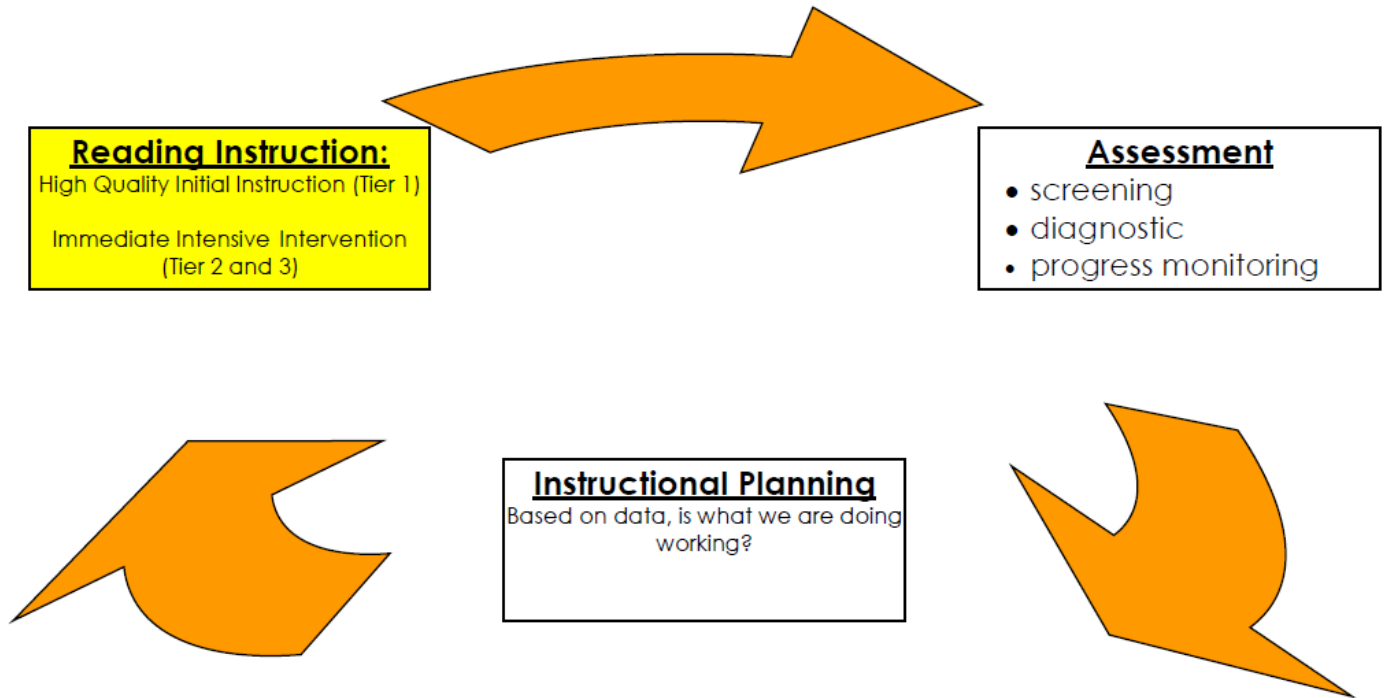 Reading Instruction:
High Quality Initial Instruction (Tier 1)
Immediate Intensive Intervention
(Tier 2 and 3)
Assessment
• screening
• diagnostic
• progress monitoring
Instructional Planning
Based on data, is what we are doing
working?